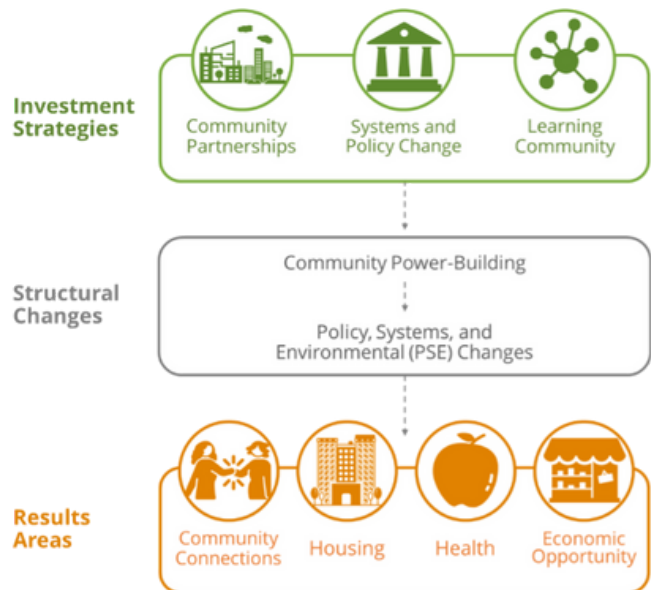 Investment
Strategies
Community
Partnerships
Systems and
Policy Change
Learning
Community
Structural
Changes
Community Power-Building
Policy, Systems, and
Environmental (PSE) Changes
Results
Areas
Community
Connections
Housing
Health
Economic
Opportunity